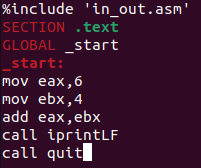 %include 'in_out.asm'
SECTION .text
GLOBAL _start
_start:
mov eax,6
mov ebx,4
add eax,ebx
call iprintLF
call quit